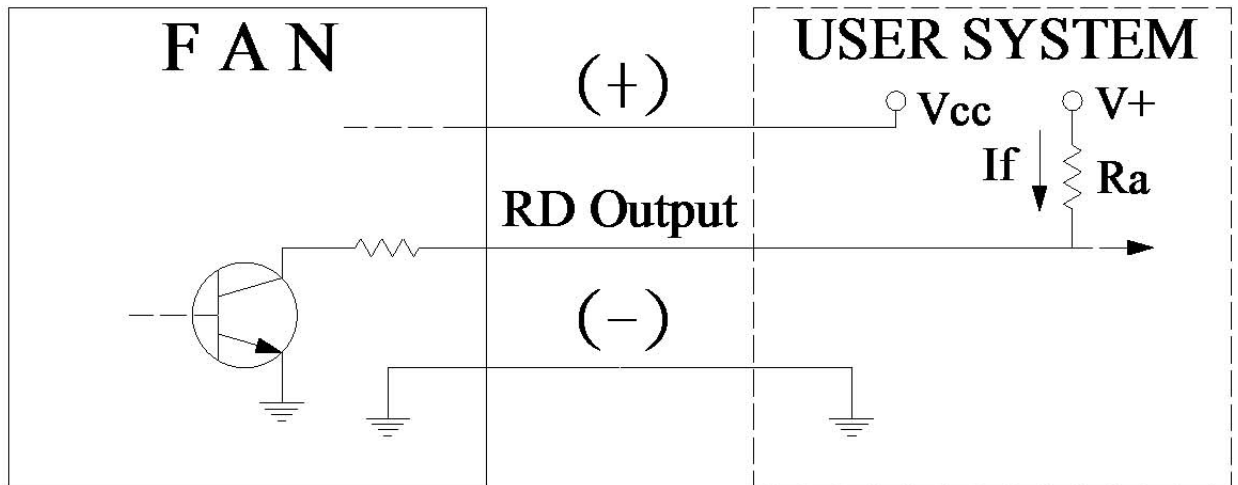 F A N
USER SYSTEM
(+)
Vcc
V+
If
Ra
RD Output
(−)